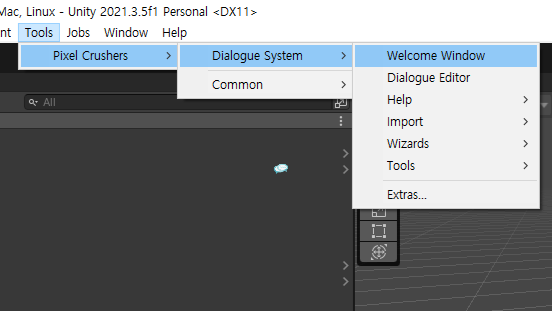 Mac, Linux - Unity 2021.3.5f1 Personal <DX11>
nt Tools Jobs Window Help
Pixel Crushers
Dialogue System
Common
Welcome Window
Dialogue Editor
Help
Import
Wizards
Tools
Extras...
All